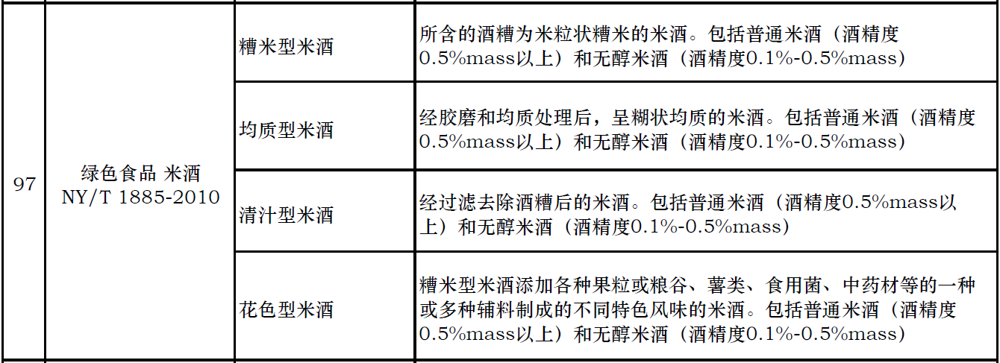 97
绿色食品 米酒
NY/T 1885-2010
糟米型米酒
所含的酒糟为米粒状糟米的米酒。包括普通米酒（酒精度
0.5%mass以上）和无醇米酒（酒精度0.1%-0.5%mass）
均质型米酒
经胶磨和均质处理后，呈糊状均质的米酒。包括普通米酒（酒精度
0.5%mass以上）和无醇米酒（酒精度0.1%-0.5%mass）
清汁型米酒
经过滤去除酒糟后的米酒。包括普通米酒（酒精度0.5%mass以
上）和无醇米酒（酒精度0.1%-0.5%mass）
花色型米酒
糟米型米酒添加各种果粒或粮谷、薯类、食用菌、中药材等的一种
或多种辅料制成的不同特色风味的米酒。包括普通米酒（酒精度
0.5%mass以上）和无醇米酒（酒精度0.1%-0.5%mass）